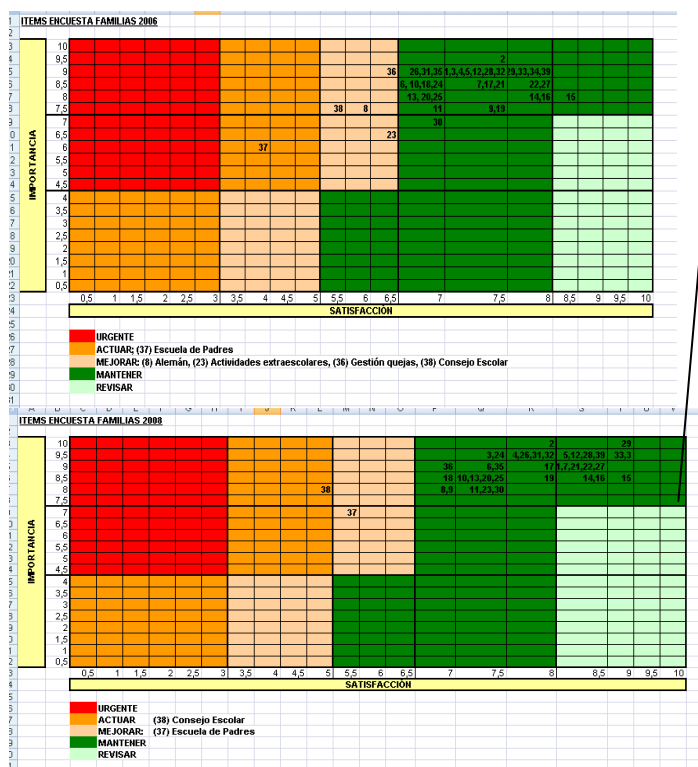 ITEMS ENCUESTA FAMILIAS 2006
IMPORTANCIA
10
9,5 2
9 36 26,31,35 1,3,4,5,12,28,32 29,33,34,39
8,5 6, 10,18,24 7,17,21 22,27
8 13, 20,25 14,16 15
7,5 38 8 11 9,19
7 30
6,5 23
6 37
5,5
5
4,5
4
3,5
3
2,5
2
1,5
1
0,5
0,5 1 1,5 2 2,5 3 3,5 4 4,5 5 5,5 6 6,5 7 7,5 8 8,5 9 9,5 10
SATISFACCIÓN
URGENTE
ACTUAR; (37) Escuela de Padres
MEJORAR: (8) Alemán, (23) Actividades extraescolares, (36) Gestión quejas, (38) Consejo Escolar
MANTENER
REVISAR
ITEMS ENCUESTA FAMILIAS 2008
IMPORTANCIA
10 2 29
9,5 3,24 4,26,31,32 5,12,28,39 33,3
9 36 6,35 17 1,7,21,22,27
8,5 18 10,13,20,25 19 14,16 15
8 38 8,9 11,23,30
7,5
7 37
6,5
6
5,5
5
4,5
4
3,5
3
2,5
2
1,5
1
0,5
0,5 1 1,5 2 2,5 3 3,5 4 4,5 5 5,5 6 6,5 7 7,5 8 8,5 9 9,5 10
SATISFACCIÓN
URGENTE
ACTUAR (38) Consejo Escolar
MEJORAR: (37) Escuela de Padres
MANTENER
REVISAR